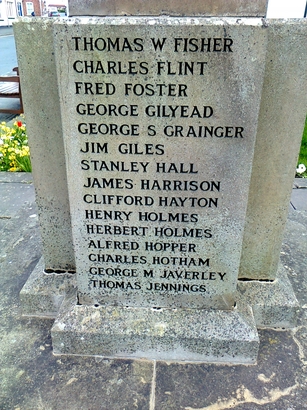 THOMAS W FISHER
CHARLES FLINT
FRED FOSTER
GEORGE GILYEAD
GEORGE S GRAINGER
JIM GILES
STANLEY HALL
JAMES HARRISON
CLIFFORD HAYTON
HENRY HOLMES
HERBERT HOLMES
ALFRED HOPPER
CHARLES HOTHAM
GEORGE M JAVERLEY
THOMAS JENNINGS